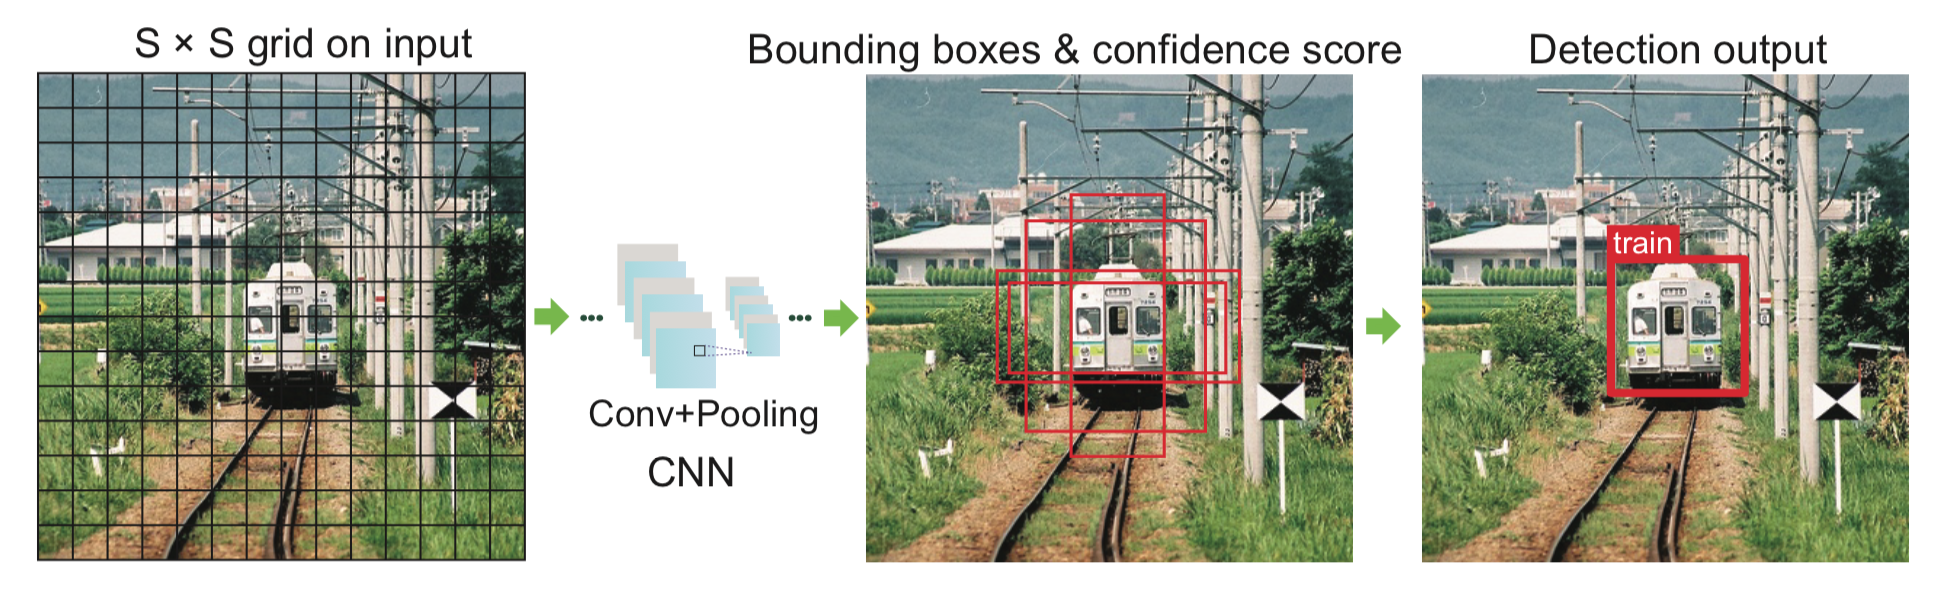 S × S grid on input
Bounding boxes & confidence score
Detection output
train
Conv+Pooling
CNN